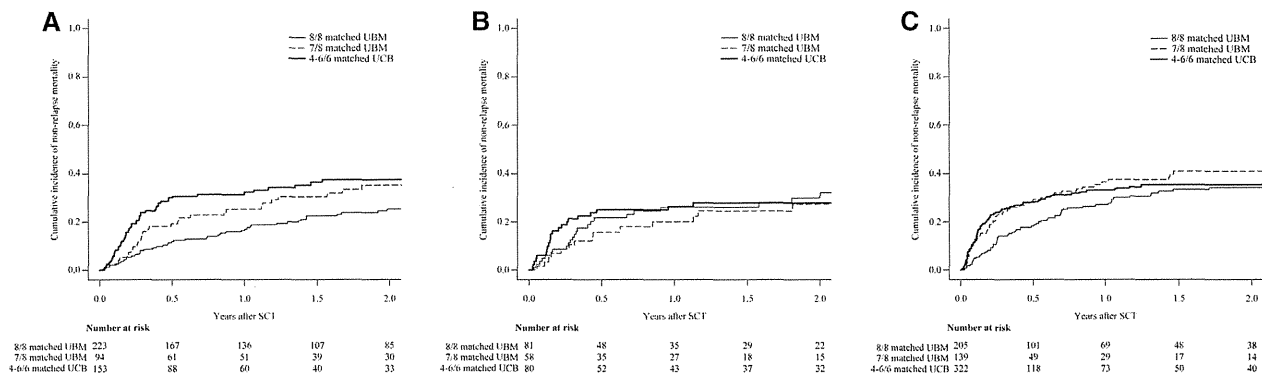 A
Cumulative incidence of non-relapse mortality
1.0
0.8
0.6
0.4
0.2
0.0
8/8 matched UBM
7/8 matched UBM
4-6/6 matched UCB
0.0 0.5 1.0 1.5 2.0
Years after SCT
Number at risk
8/8 matched UBM 223 167 136 107 85
7/8 matched UBM 94 61 51 39 30
4-6/6 matched UCB 153 88 60 40 33
B
Cumulative incidence of non-relapse mortality
1.0
0.8
0.6
0.4
0.2
0.0
8/8 matched UBM
7/8 matched UBM
4-6/6 matched UCB
0.0 0.5 1.0 1.5 2.0
Years after SCT
Number at risk
8/8 matched UBM 81 48 35 29 22
7/8 matched UBM 58 35 27 18 15
4-6/6 matched UCB 80 52 43 37 32
C
Cumulative incidence of non-relapse mortality
1.0
0.8
0.6
0.4
0.2
0.0
8/8 matched UBM
7/8 matched UBM
4-6/6 matched UCB
0.0 0.5 1.0 1.5 2.0
Years after SCT
Number at risk
8/8 matched UBM 205 101 69 48 38
7/8 matched UBM 139 49 29 17 14
4-6/6 matched UCB 322 118 73 50 40